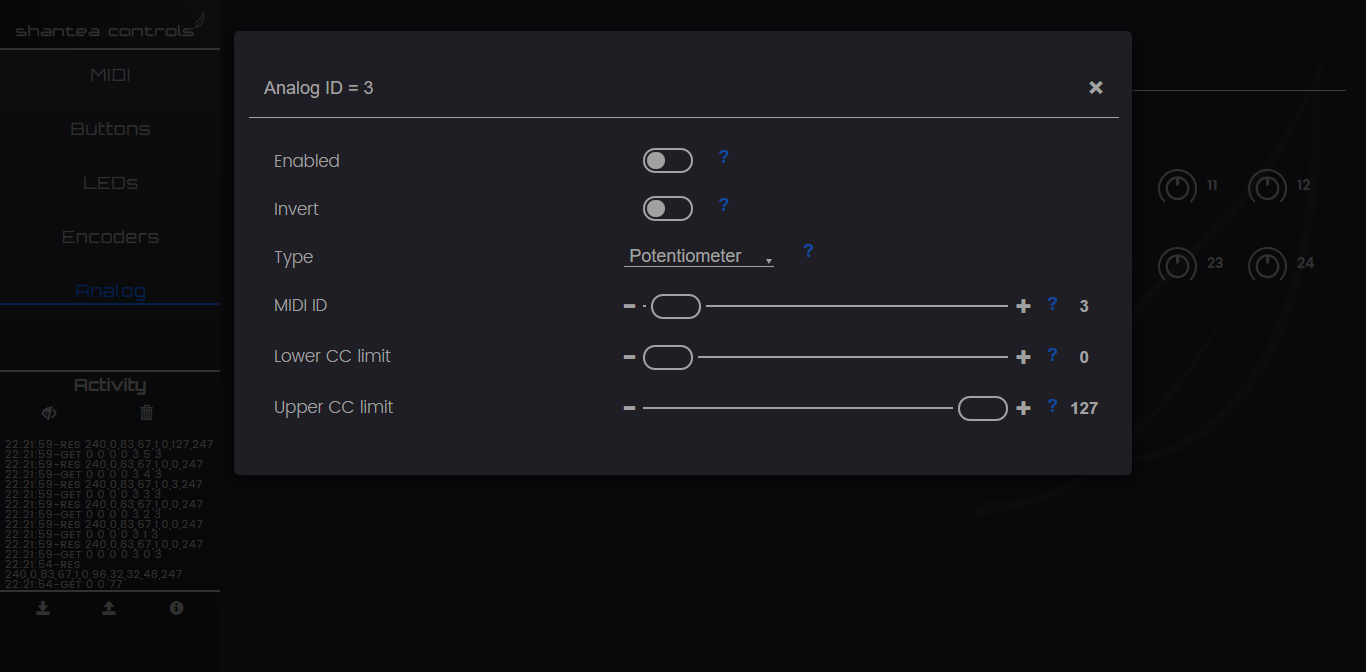 shantea controls
MIDI
Buttons
LEDs
Encoders
Analog
Activity
22:21:59-RES 240,0,83,67,1,0,127,247
22:21:59-GET 0 0 0 0 3 5 3
22:21:59-RES 240,0,83,67,1,0,0,247
22:21:59-GET 0 0 0 0 3 4 3
22:21:59-RES 240,0,83,67,1,0,3,247
22:21:59-GET 0 0 0 0 3 3 3
22:21:59-RES 240,0,83,67,1,0,0,247
22:21:59-GET 0 0 0 0 3 2 3
22:21:59-RES 240,0,83,67,1,0,0,247
22:21:59-GET 0 0 0 0 3 1 3
22:21:59-RES 240,0,83,67,1,0,0,247
22:21:59-GET 0 0 0 0 3 0 3
22:21:54-RES
240,0,83,67,1,0,96,32,32,48,247
22:21:54-GET 0 0 77
Analog ID = 3
Enabled ?
Invert ?
Type Potentiometer ?
MIDI ID ? 3
Lower CC limit ? 0
Upper CC limit ? 127
11 12
23 24